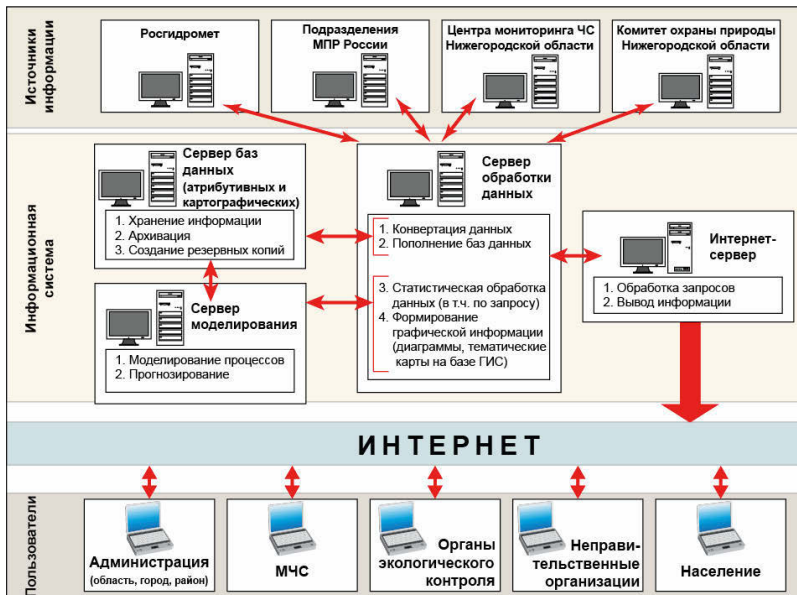 Источники
информации
Росгидромет
Подразделения
МПР России
Центра мониторинга ЧС
Нижегородской области
Комитет охраны природы
Нижегородской области
Информационная
система
Сервер баз
данных
(атрибутивных и
картографических)
1. Хранение информации
2. Архивация
3. Создание резервных копий
Сервер
обработки
данных
1. Конвертация данных
2. Пополнение баз данных
3. Статистическая обработка
данных (в т.ч. по запросу)
4. Формирование
графической информации
(диаграммы, тематические
карты на базе ГИС)
Интернет-
сервер
1. Обработка запросов
2. Вывод информации
Сервер
моделирования
1. Моделирование процессов
2. Прогнозирование
ИНТЕРНЕТ
Пользователи
Администрация
(область, город, район)
МЧС
Органы
экологического
контроля
Неправи-
тельственные
организации
Население